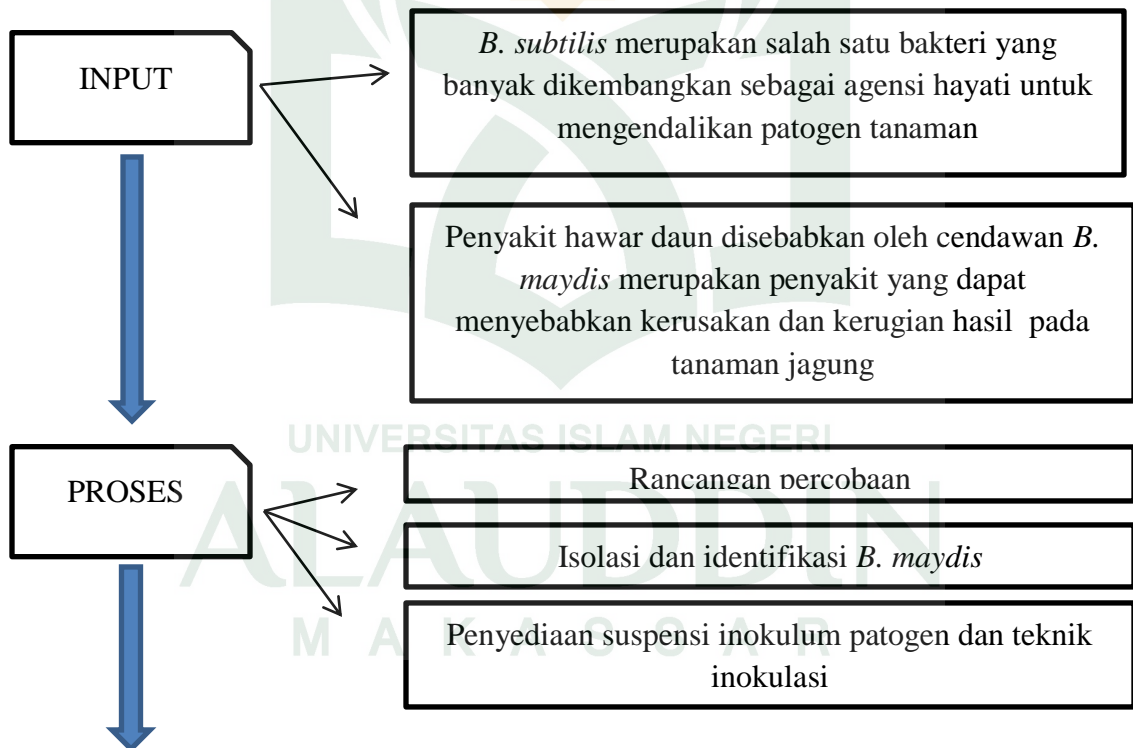 INPUT
B. subtilis merupakan salah satu bakteri yang
banyak dikembangkan sebagai agensi hayati untuk
mengendalikan patogen tanaman
Penyakit hawar daun disebabkan oleh cendawan B.
maydis merupakan penyakit yang dapat
menyebabkan kerusakan dan kerugian hasil pada
tanaman jagung
UNIVERSITAS ISLAM NEGERI
PROSES
Rancangan percobaan
Isolasi dan identifikasi B. maydis
ALAUDDIN
Penyediaan suspensi inokulum patogen dan teknik
inokulasi
MAKASSAR